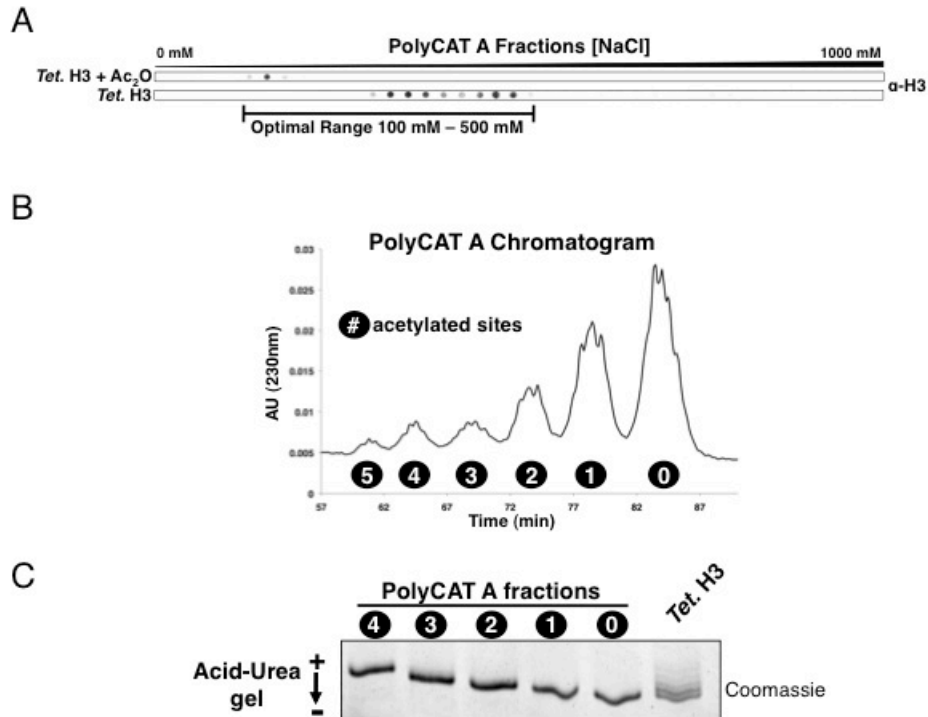 A
PolyCAT A Fractions [NaCl]
0 mM
1000 mM
Tet. H3 + Ac₂O
Tet. H3
α-H3
Optimal Range 100 mM – 500 mM
B
PolyCAT A Chromatogram
0.03
0.025
0.02
0.015
0.01
0.005
0
AU (230nm)
# acetylated sites
5 4 3 2 1 0
57 62 67 72 77 82 87
Time (min)
C
PolyCAT A fractions
4 3 2 1 0
Tet. H3
Acid-Urea
gel
+
-
Coomassie